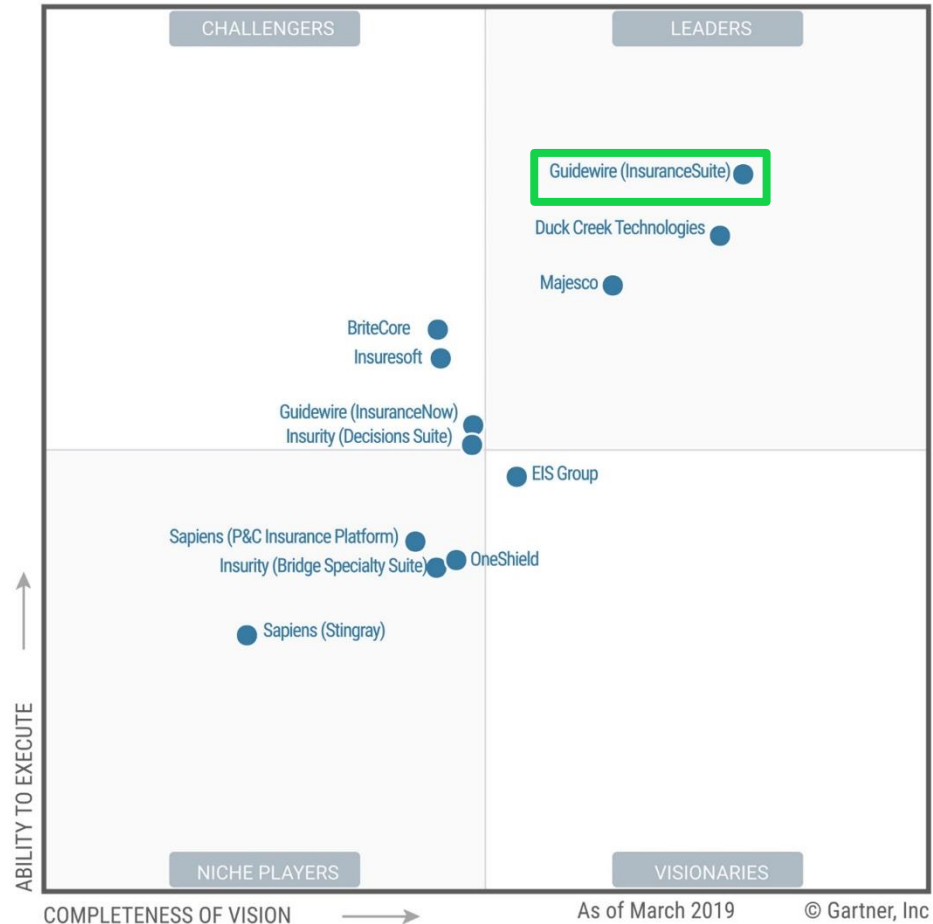 CHALLENGERS
LEADERS
Guidewire (InsuranceSuite)
Duck Creek Technologies
Majesco
BriteCore
Insuresoft
Guidewire (InsuranceNow)
Insurity (Decisions Suite)
EIS Group
Sapiens (P&C Insurance Platform)
OneShield
Insurity (Bridge Specialty Suite)
Sapiens (Stingray)
ABILITY TO EXECUTE
NICHE PLAYERS
VISIONARIES
COMPLETENESS OF VISION
As of March 2019
© Gartner, Inc